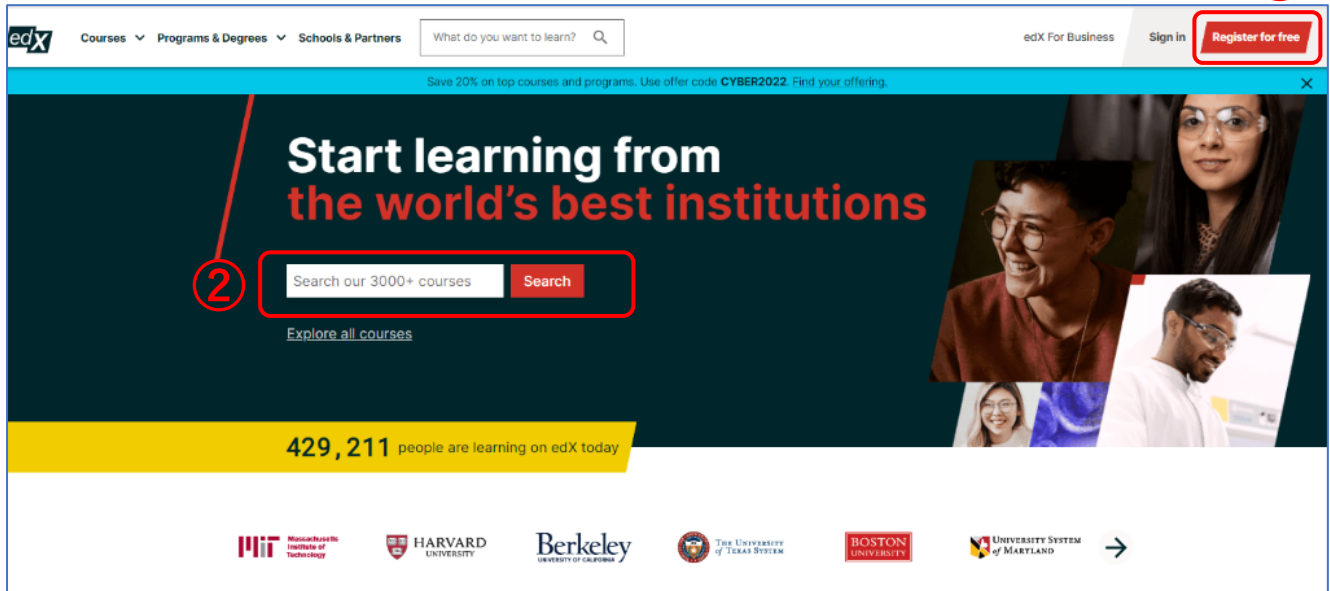 edX Courses Programs & Degrees Schools & Partners What do you want to learn? edX For Business Sign in Register for free
Save 20% on top courses and programs. Use offer code CYBER2022. Find your offering.
Start learning from
the world's best institutions
② Search our 3000+ courses Search
Explore all courses
429,211 people are learning on edX today
MIT Massachusetts Institute of Technology
HARVARD
UNIVERSITY
Berkeley
UNIVERSITY OF CALIFORNIA
THE UNIVERSITY
of TEXAS SYSTEM
BOSTON
UNIVERSITY
UNIVERSITY SYSTEM
of MARYLAND